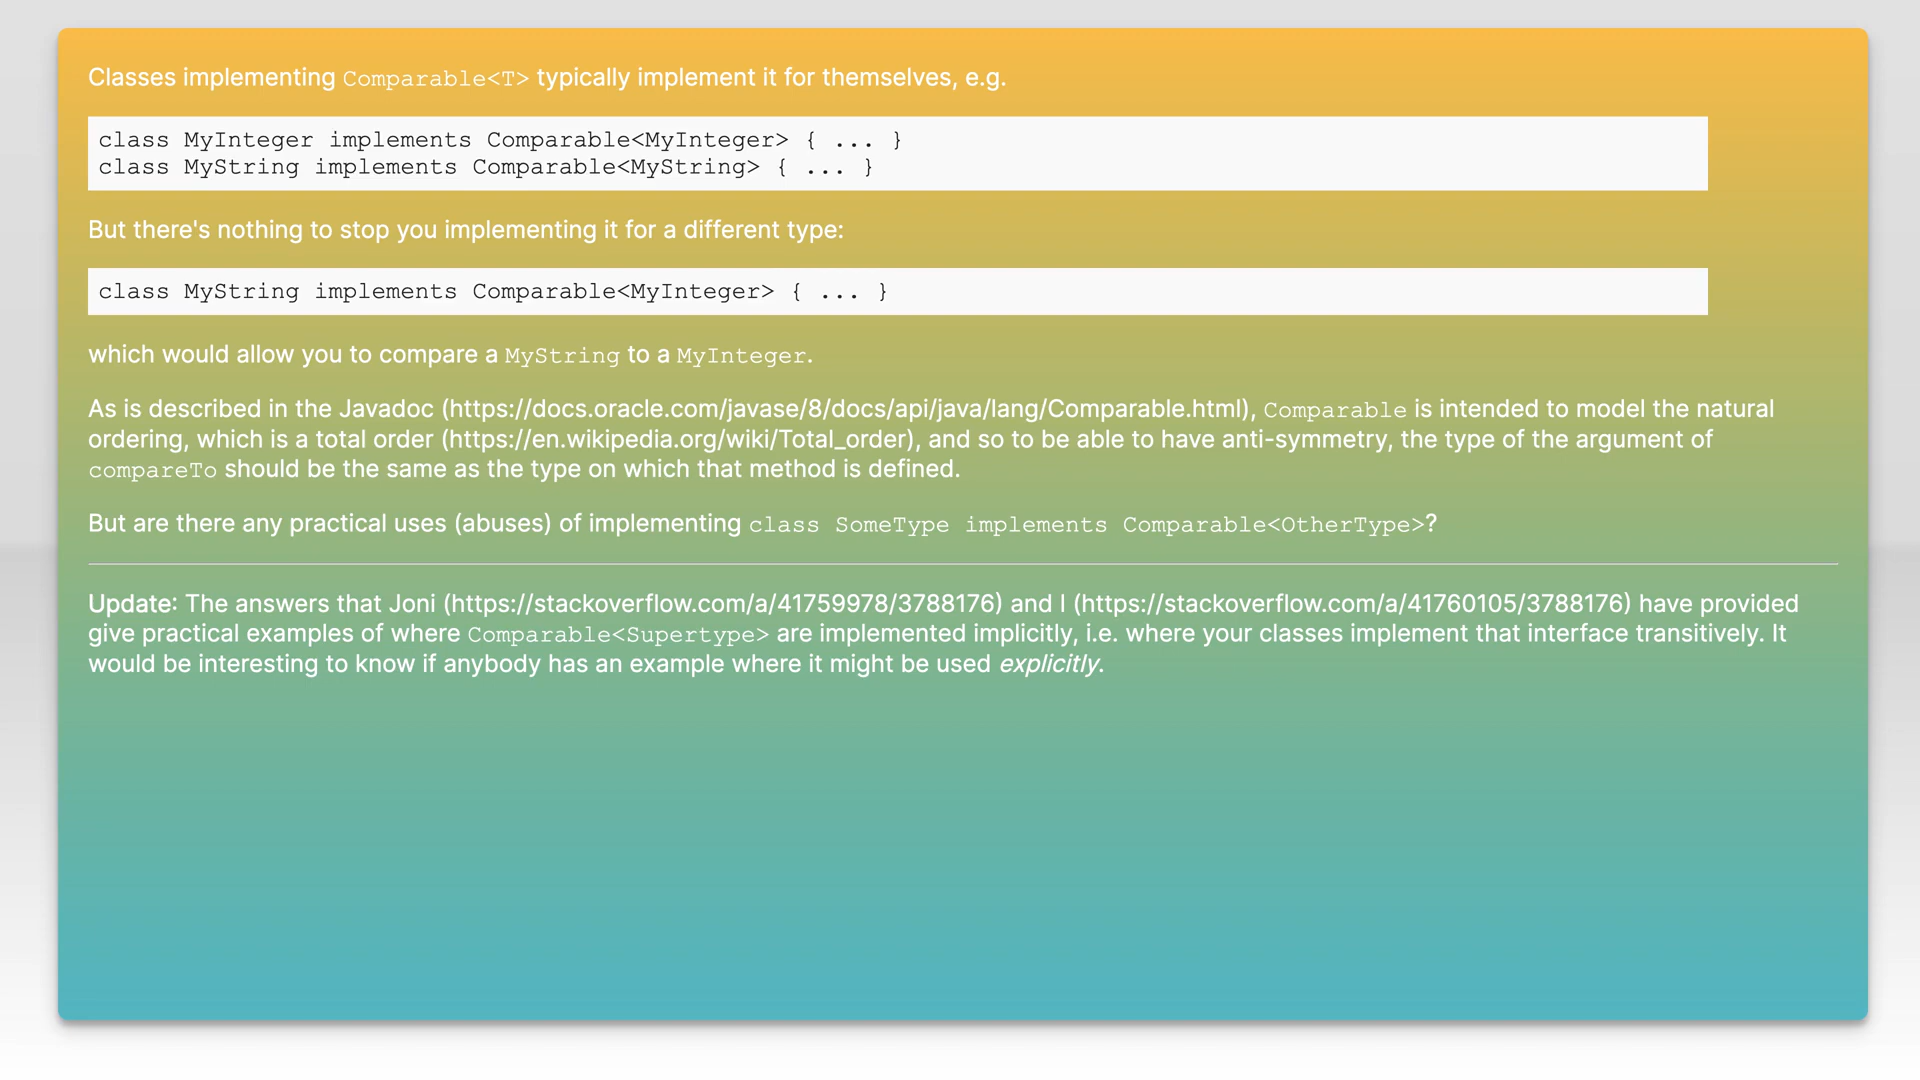 Classes implementing Comparable<T> typically implement it for themselves, e.g.
class MyInteger implements Comparable<MyInteger> { ... }
class MyString implements Comparable<MyString> { ... }
But there's nothing to stop you implementing it for a different type:
class MyString implements Comparable<MyInteger> { ... }
which would allow you to compare a MyString to a MyInteger.
As is described in the Javadoc (https://docs.oracle.com/javase/8/docs/api/java/lang/Comparable.html), Comparable is intended to model the natural
ordering, which is a total order (https://en.wikipedia.org/wiki/Total_order), and so to be able to have anti-symmetry, the type of the argument of
compareTo should be the same as the type on which that method is defined.
But are there any practical uses (abuses) of implementing class SomeType implements Comparable<OtherType>?
Update: The answers that Joni (https://stackoverflow.com/a/41759978/3788176) and I (https://stackoverflow.com/a/41760105/3788176) have provided
give practical examples of where Comparable<Supertype> are implemented implicitly, i.e. where your classes implement that interface transitively. It
would be interesting to know if anybody has an example where it might be used explicitly.